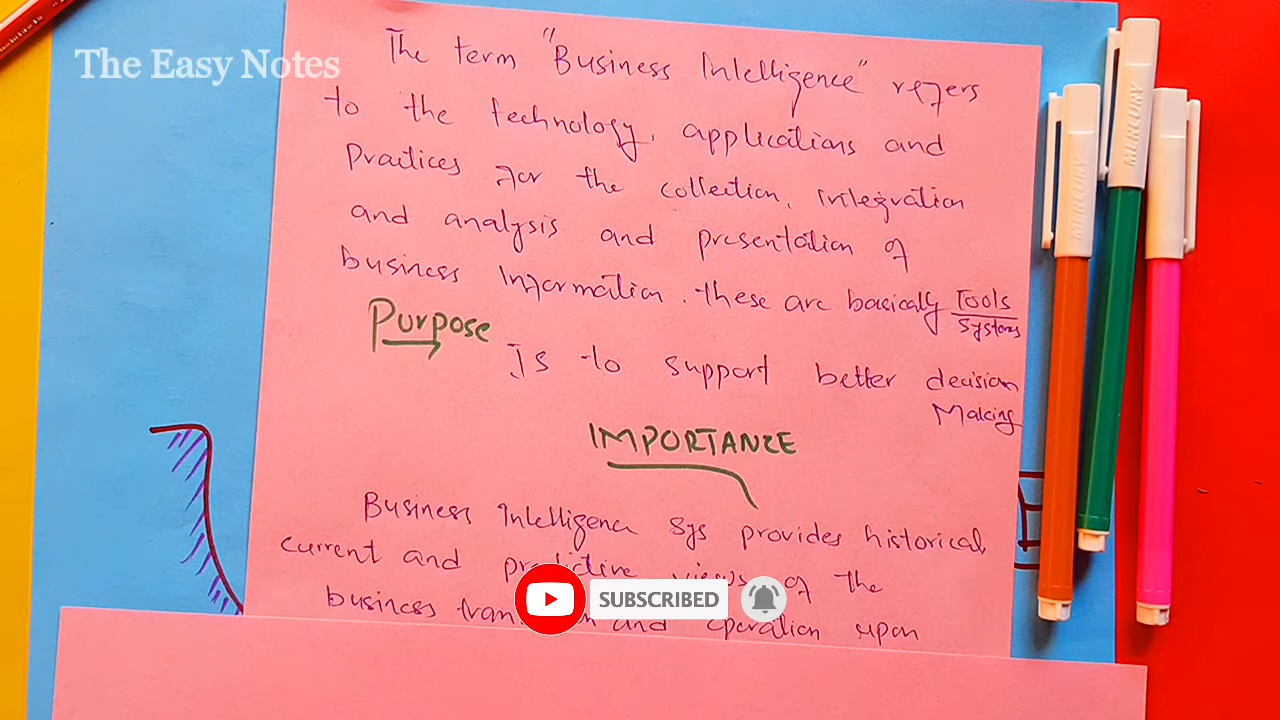 The Easy Notes
The term "Business Intelligence" refers
to the technology, applications and
Practices for the collection, integration
and analysis and presentation of
business Information. These are basically Tools
Systems
Purpose
Is to support better decision
Making
IMPORTANCE
Business Intelligence Sys provides historical,
current and predictive views of the
business and operation upon
SUBSCRIBED
MUNJIRY